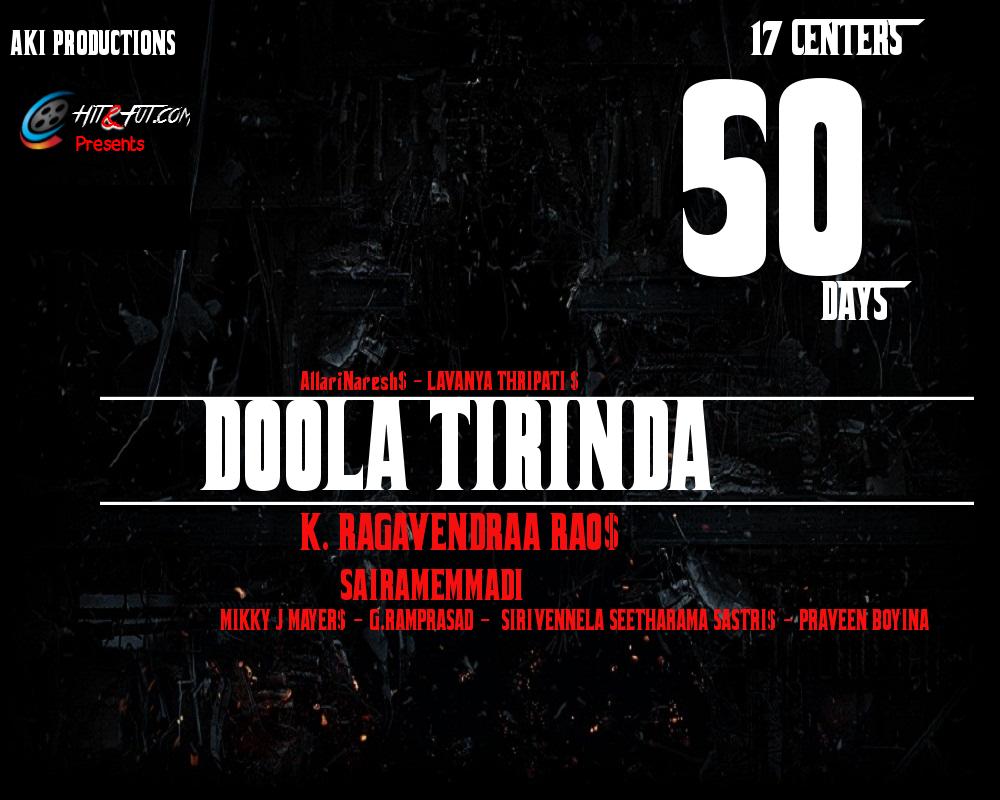 AKI PRODUCTIONS
17 CENTERS
HIT&FUT.COM
Presents
50
DAYS
AllariNaresh$ - LAVANYA THRIPATI $
DOOLA TIRINDA
K. RAGAVENDRAA RAO$
SAIRAMEMMADI
MIKKY J MAYER$ - G.RAMPRASAD - SIRIVENNELA SEETHARAMA SASTRI$ - PRAVEEN BOYINA